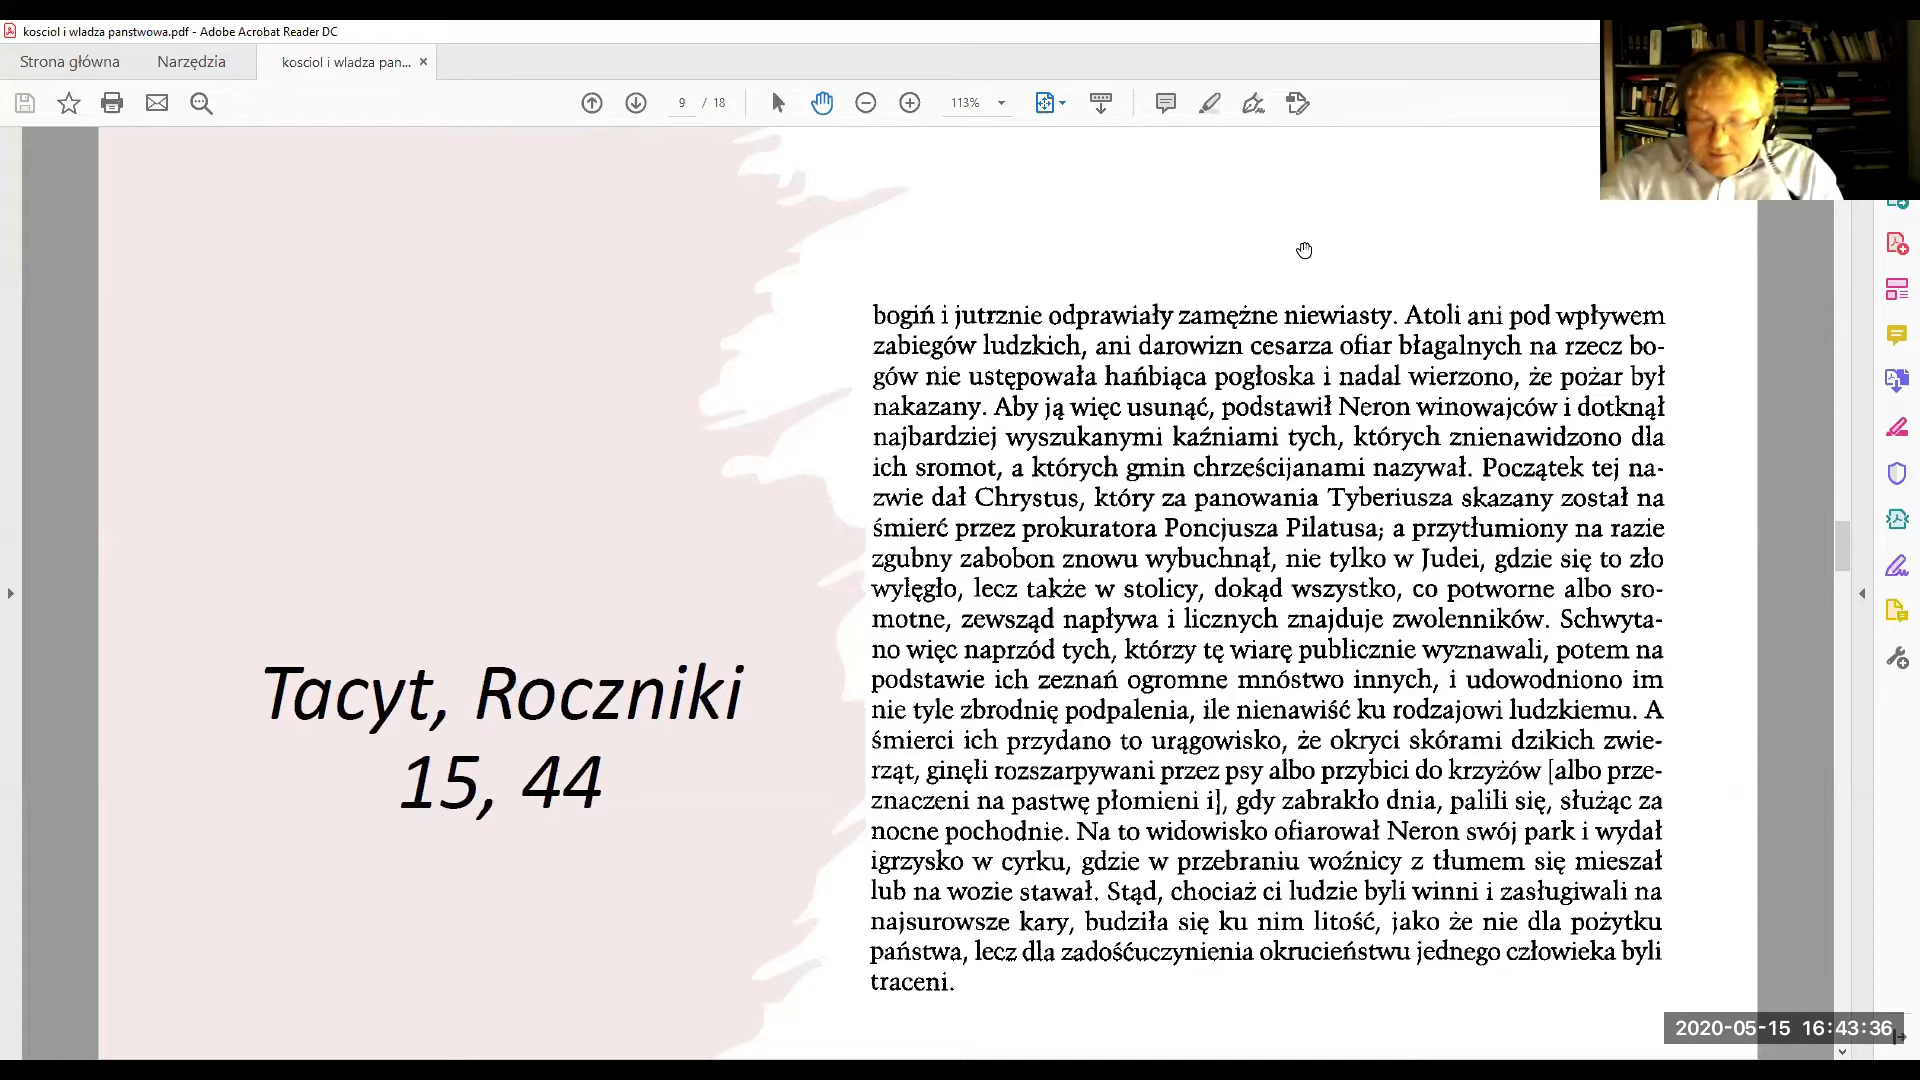 kosciol i wladza panstwowa.pdf - Adobe Acrobat Reader DC
Strona główna Narzędzia kosciol i wladza pan... ×
9 / 18 113%
Tacyt, Roczniki
15, 44
bogiń i jutrznie odprawiały zamężne niewiasty. Atoli ani pod wpływem
zabiegów ludzkich, ani darowizn cesarza ofiar błagalnych na rzecz bo-
gów nie ustępowała hańbiąca pogłoska i nadal wierzono, że pożar był
nakazany. Aby ją więc usunąć, podstawił Neron winowajców i dotknął
najbardziej wyszukanymi kaźniami tych, których znienawidzono dla
ich sromot, a których gmin chrześcijanami nazywał. Początek tej na-
zwie dał Chrystus, który za panowania Tyberiusza skazany został na
śmierć przez prokuratora Poncjusza Pilatusa; a przytłumiony na razie
zgubny zabobon znowu wybuchnął, nie tylko w Judei, gdzie się to zło
wylęgło, lecz także w stolicy, dokąd wszystko, co potworne albo sro-
motne, zewsząd napływa i licznych znajduje zwolenników. Schwyta-
no więc naprzód tych, którzy tę wiarę publicznie wyznawali, potem na
podstawie ich zeznań ogromne mnóstwo innych, i udowodniono im
nie tyle zbrodnię podpalenia, ile nienawiść ku rodzajowi ludzkiemu. A
śmierci ich przydano to urągowisko, że okryci skórami dzikich zwie-
rząt, ginęli rozszarpywani przez psy albo przybici do krzyżów [albo prze-
znaczeni na pastwę płomieni i], gdy zabrakło dnia, palili się, służąc za
nocne pochodnie. Na to widowisko ofiarował Neron swój park i wydał
igrzysko w cyrku, gdzie w przebraniu woźnicy z tłumem się mieszał
lub na wozie stawał. Stąd, chociaż ci ludzie byli winni i zasługiwali na
najsurowsze kary, budziła się ku nim litość, jako że nie dla pożytku
państwa, lecz dla zadośćuczynienia okrucieństwu jednego człowieka byli
traceni.
2020-05-15 16:43:36